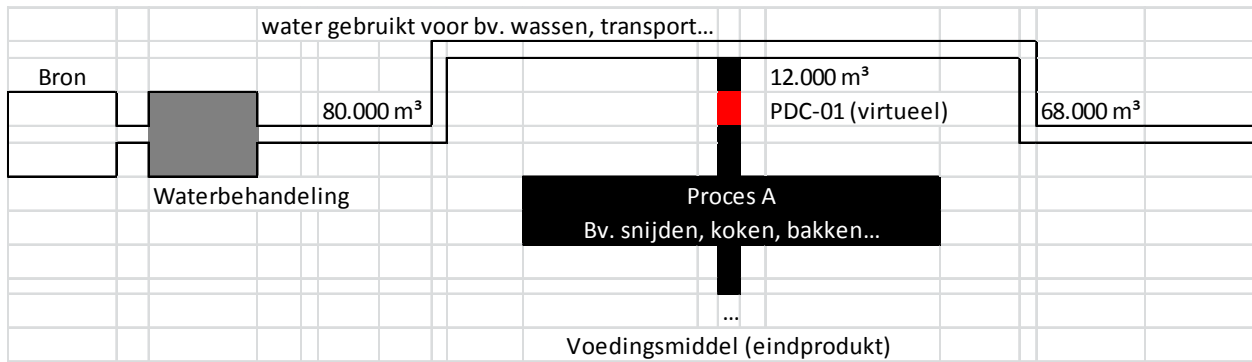 water gebruikt voor bv. wassen, transport...
Bron
12.000 m³
80.000 m³
PDC-01 (virtueel)
68.000 m³
Waterbehandeling
Proces A
Bv. snijden, koken, bakken...
...
Voedingsmiddel (eindprodukt)